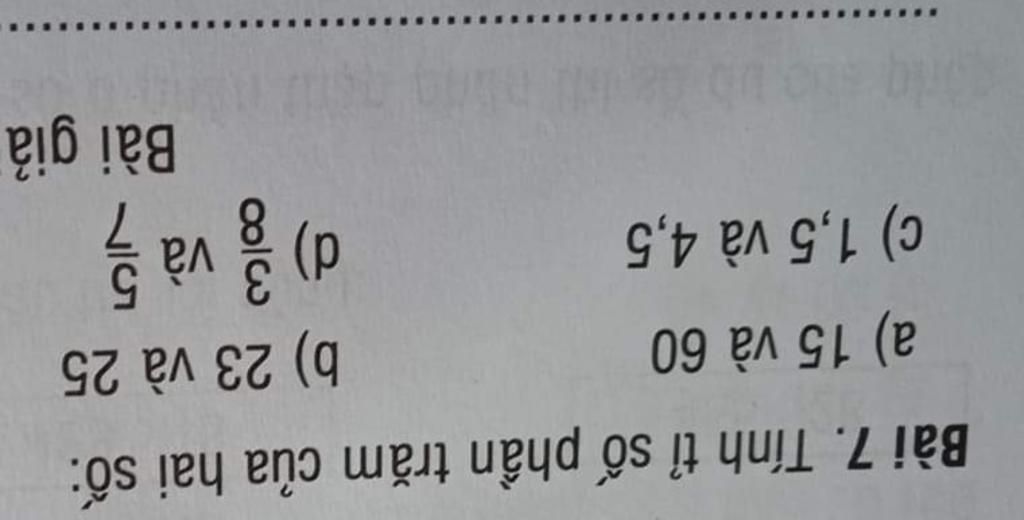 Bài 7. Tính tỉ số phần trăm của hai số:
a) 15 và 60 b) 23 và 25
c) 1,5 và 4,5 d) 3/8 và 5/7
Bài giả